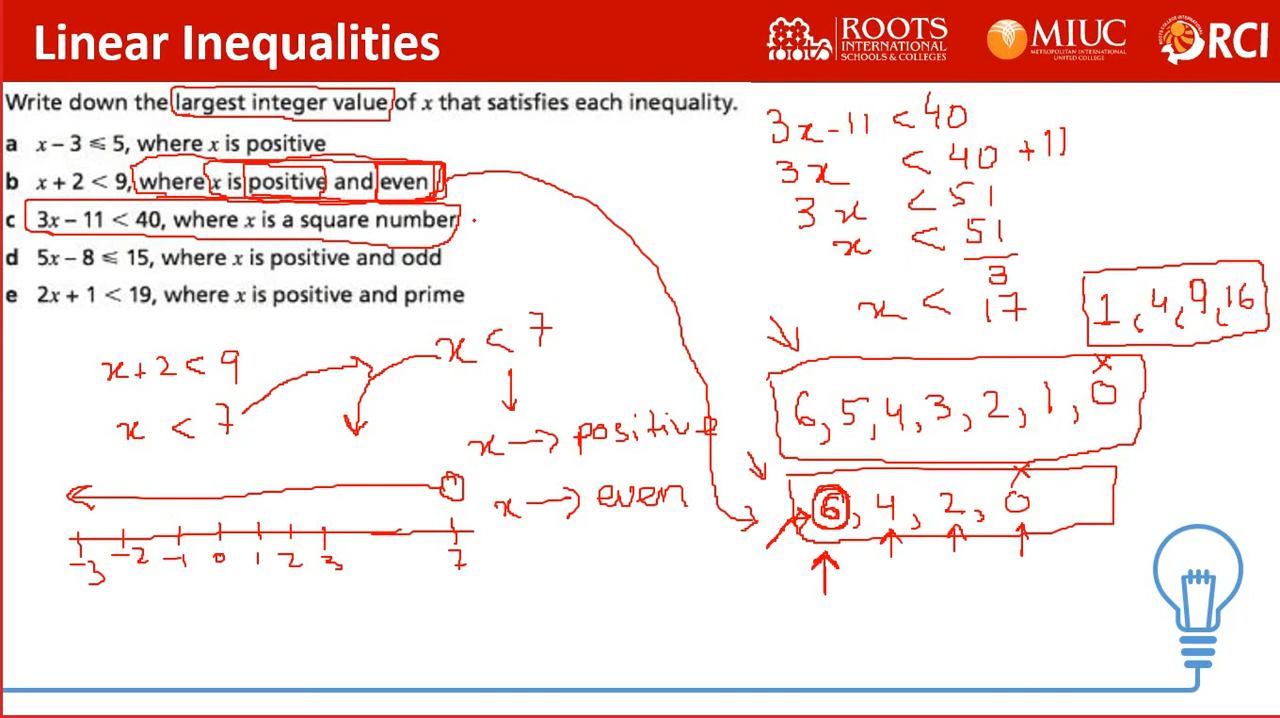 Linear Inequalities
ROOTS
INTERNATIONAL
SCHOOLS & COLLEGES
MIUC
METROPOLITAN INTERNATIONAL
UNITED COLLEGE
RCI
Write down the largest integer value of x that satisfies each inequality.
a x – 3 ⩽ 5, where x is positive
b x + 2 < 9, where x is positive and even
c 3x – 11 < 40, where x is a square number
d 5x – 8 ⩽ 15, where x is positive and odd
e 2x + 1 < 19, where x is positive and prime
3x - 11 < 40
3x < 40 + 11
3x < 51
x < 51
3
x < 17
1, 4, 9, 16
x + 2 < 9
x < 7
x < 7
x → positive
x → even
-3 -2 -1 0 1 2 3 7
6, 5, 4, 3, 2, 1, 0
6, 4, 2, 0